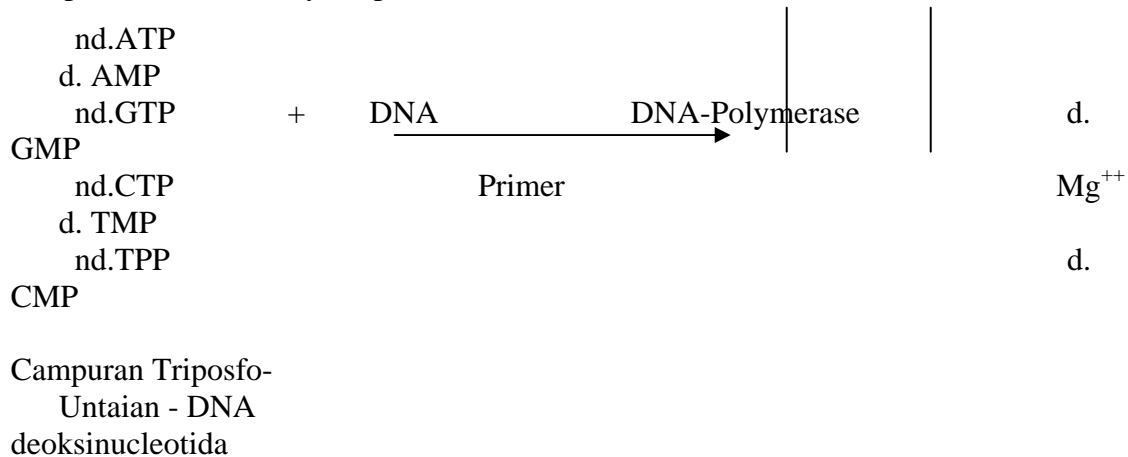 nd.ATP
d. AMP
nd.GTP + DNA DNA-Polymerase d.
GMP
nd.CTP Primer Mg++
d. TMP
nd.TPP d.
CMP
Campuran Triposfo-
Untaian - DNA
deoksinucleotida